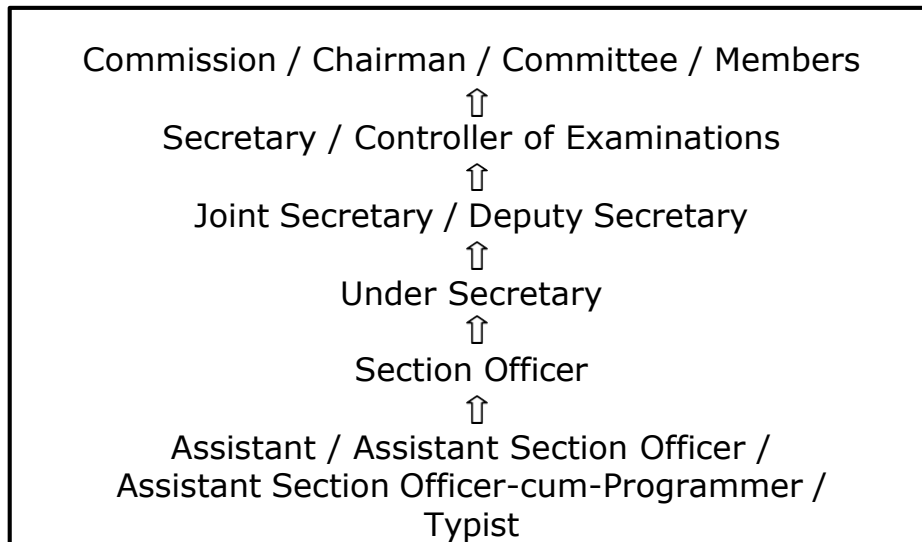 Commission / Chairman / Committee / Members
⇧
Secretary / Controller of Examinations
⇧
Joint Secretary / Deputy Secretary
⇧
Under Secretary
⇧
Section Officer
⇧
Assistant / Assistant Section Officer /
Assistant Section Officer-cum-Programmer /
Typist